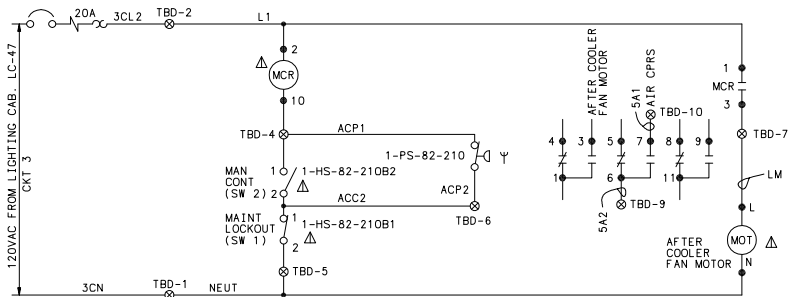 20A
3CL2
TBD-2
L1
120VAC FROM LIGHTING CAB. LC-47
CKT 3
2
MCR
10
TBD-4
ACP1
1-PS-82-210
ACP2
MAN
CONT
(SW 2)
1
2
1-HS-82-210B2
ACC2
TBD-6
MAINT
LOCKOUT
(SW 1)
1
2
1-HS-82-210B1
TBD-5
3CN
TBD-1
NEUT
AFTER COOLER
FAN MOTOR
5A1
AIR CPRS
TBD-10
4
3
5
7
8
9
1
6
11
5A2
TBD-9
1
MCR
3
TBD-7
LM
L
MOT
N
AFTER
COOLER
FAN MOTOR